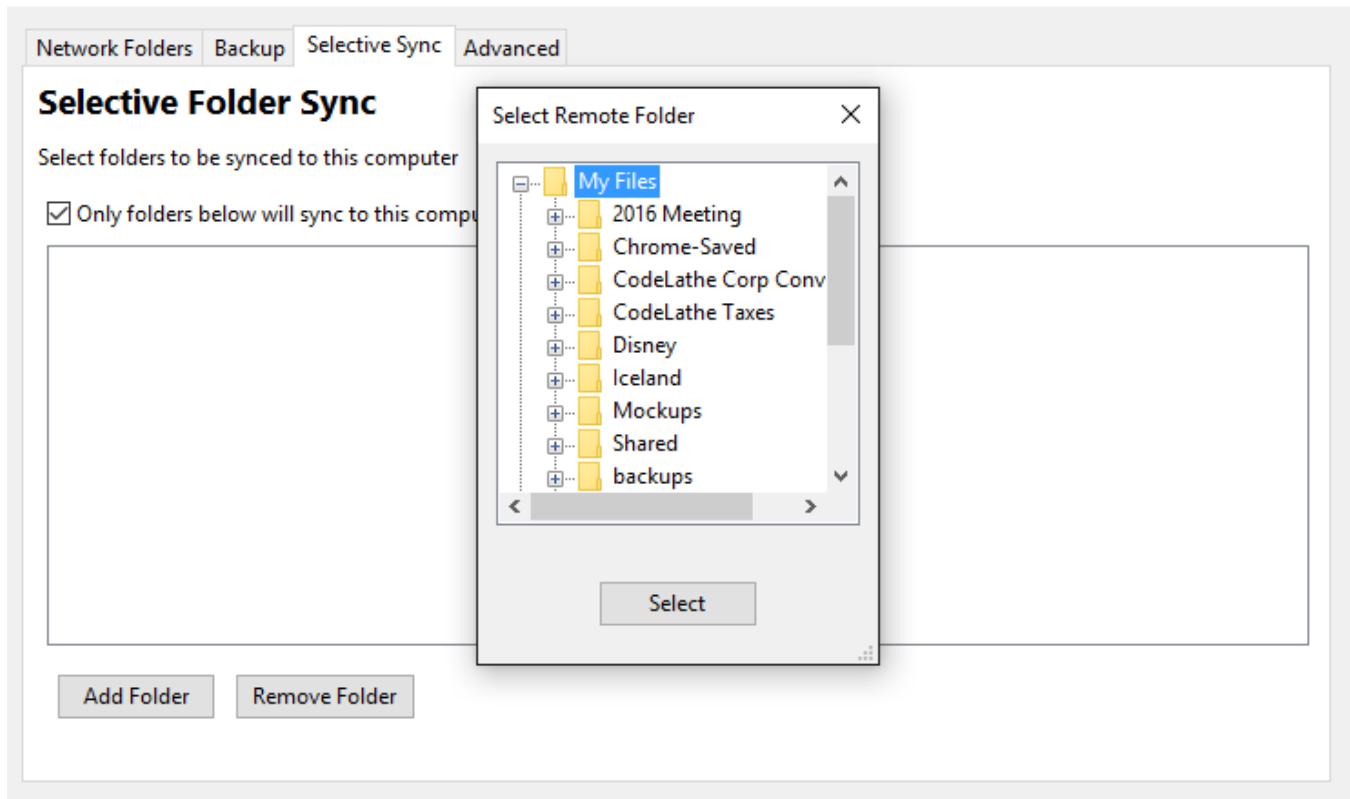 Network Folders Backup Selective Sync Advanced
Selective Folder Sync
Select folders to be synced to this computer
Only folders below will sync to this compu
Select Remote Folder
My Files
2016 Meeting
Chrome-Saved
CodeLathe Corp Conv
CodeLathe Taxes
Disney
Iceland
Mockups
Shared
backups
Select
Add Folder Remove Folder